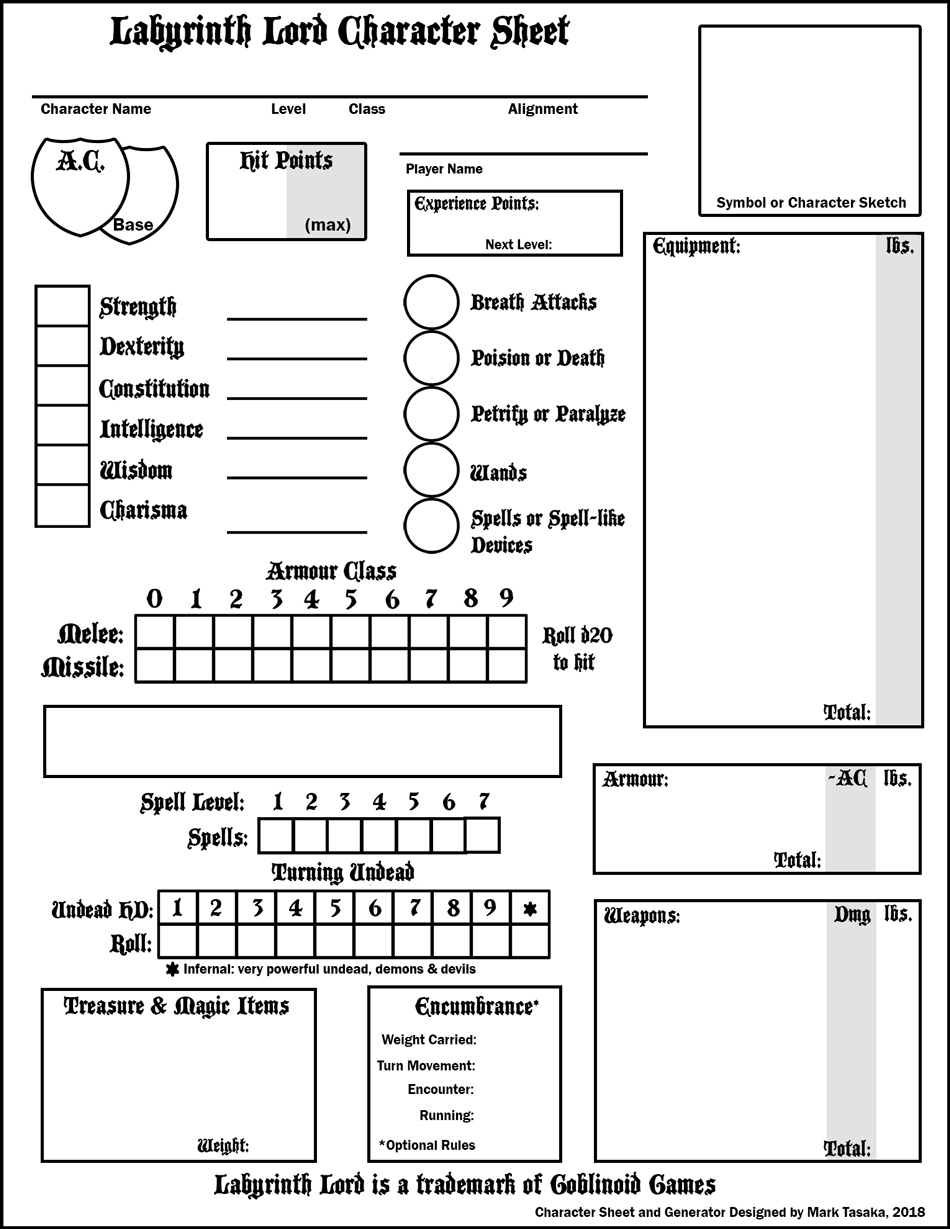 Labyrinth Lord Character Sheet
Character Name Level Class Alignment
Player Name
Symbol or Character Sketch
A.C.
Base
Hit Points
(max)
Experience Points:
Next Level:
Equipment: lbs.
Total:
Strength
Dexterity
Constitution
Intelligence
Wisdom
Charisma
Breath Attacks
Poision or Death
Petrify or Paralyze
Wands
Spells or Spell-like
Devices
Armour Class
0 1 2 3 4 5 6 7 8 9
Melee:
Missile:
Roll d20
to hit
Armour: -AC lbs.
Total:
Spell Level: 1 2 3 4 5 6 7
Spells:
Turning Undead
Undead HD: 1 2 3 4 5 6 7 8 9 *
Roll:
* Infernal: very powerful undead, demons & devils
Weapons: Dmg lbs.
Total:
Treasure & Magic Items
Weight:
Encumbrance*
Weight Carried:
Turn Movement:
Encounter:
Running:
*Optional Rules
Labyrinth Lord is a trademark of Goblinoid Games
Character Sheet and Generator Designed by Mark Tasaka, 2018